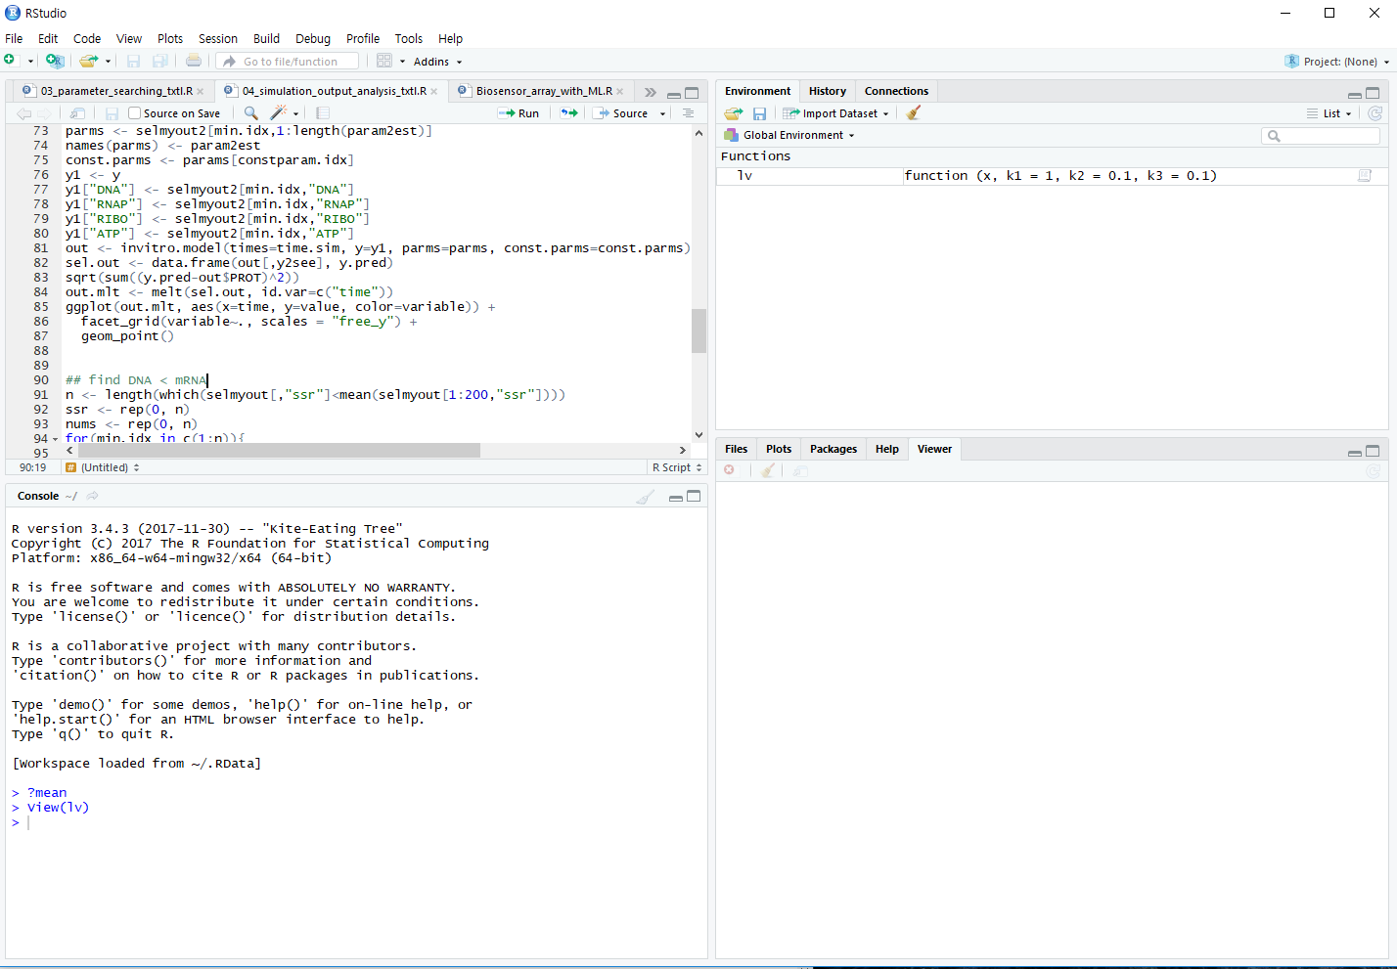 RStudio
File Edit Code View Plots Session Build Debug Profile Tools Help
Go to file/function Addins Project: (None)
03_parameter_searching_txtl.R 04_simulation_output_analysis_txtl.R Biosensor_array_with_ML.R
Source on Save Run Source
73 parms <- selmyout2[min.idx,1:length(param2est)]
74 names(parms) <- param2est
75 const.parms <- params[constparam.idx]
76 y1 <- y
77 y1["DNA"] <- selmyout2[min.idx,"DNA"]
78 y1["RNAP"] <- selmyout2[min.idx,"RNAP"]
79 y1["RIBO"] <- selmyout2[min.idx,"RIBO"]
80 y1["ATP"] <- selmyout2[min.idx,"ATP"]
81 out <- invitro.model(times=time.sim, y=y1, parms=parms, const.parms=const.parms)
82 sel.out <- data.frame(out[,y2see], y.pred)
83 sqrt(sum((y.pred-out$PROT)^2))
84 out.mlt <- melt(sel.out, id.var=c("time"))
85 ggplot(out.mlt, aes(x=time, y=value, color=variable)) +
86 facet_grid(variable~., scales = "free_y") +
87 geom_point()
88
89
90 ## find DNA < mRNA
91 n <- length(which(selmyout[,"ssr"]<mean(selmyout[1:200,"ssr"])))
92 ssr <- rep(0, n)
93 nums <- rep(0, n)
94 for(min.idx in c(1:n)){
95
90:19 # (Untitled) R Script
Console ~/
R version 3.4.3 (2017-11-30) -- "Kite-Eating Tree"
Copyright (C) 2017 The R Foundation for Statistical Computing
Platform: x86_64-w64-mingw32/x64 (64-bit)
R is free software and comes with ABSOLUTELY NO WARRANTY.
You are welcome to redistribute it under certain conditions.
Type 'license()' or 'licence()' for distribution details.
R is a collaborative project with many contributors.
Type 'contributors()' for more information and
'citation()' on how to cite R or R packages in publications.
Type 'demo()' for some demos, 'help()' for on-line help, or
'help.start()' for an HTML browser interface to help.
Type 'q()' to quit R.
[Workspace loaded from ~/.RData]
> ?mean
> View(lv)
>
Environment History Connections
Import Dataset List
Global Environment
Functions
lv function (x, k1 = 1, k2 = 0.1, k3 = 0.1)
Files Plots Packages Help Viewer